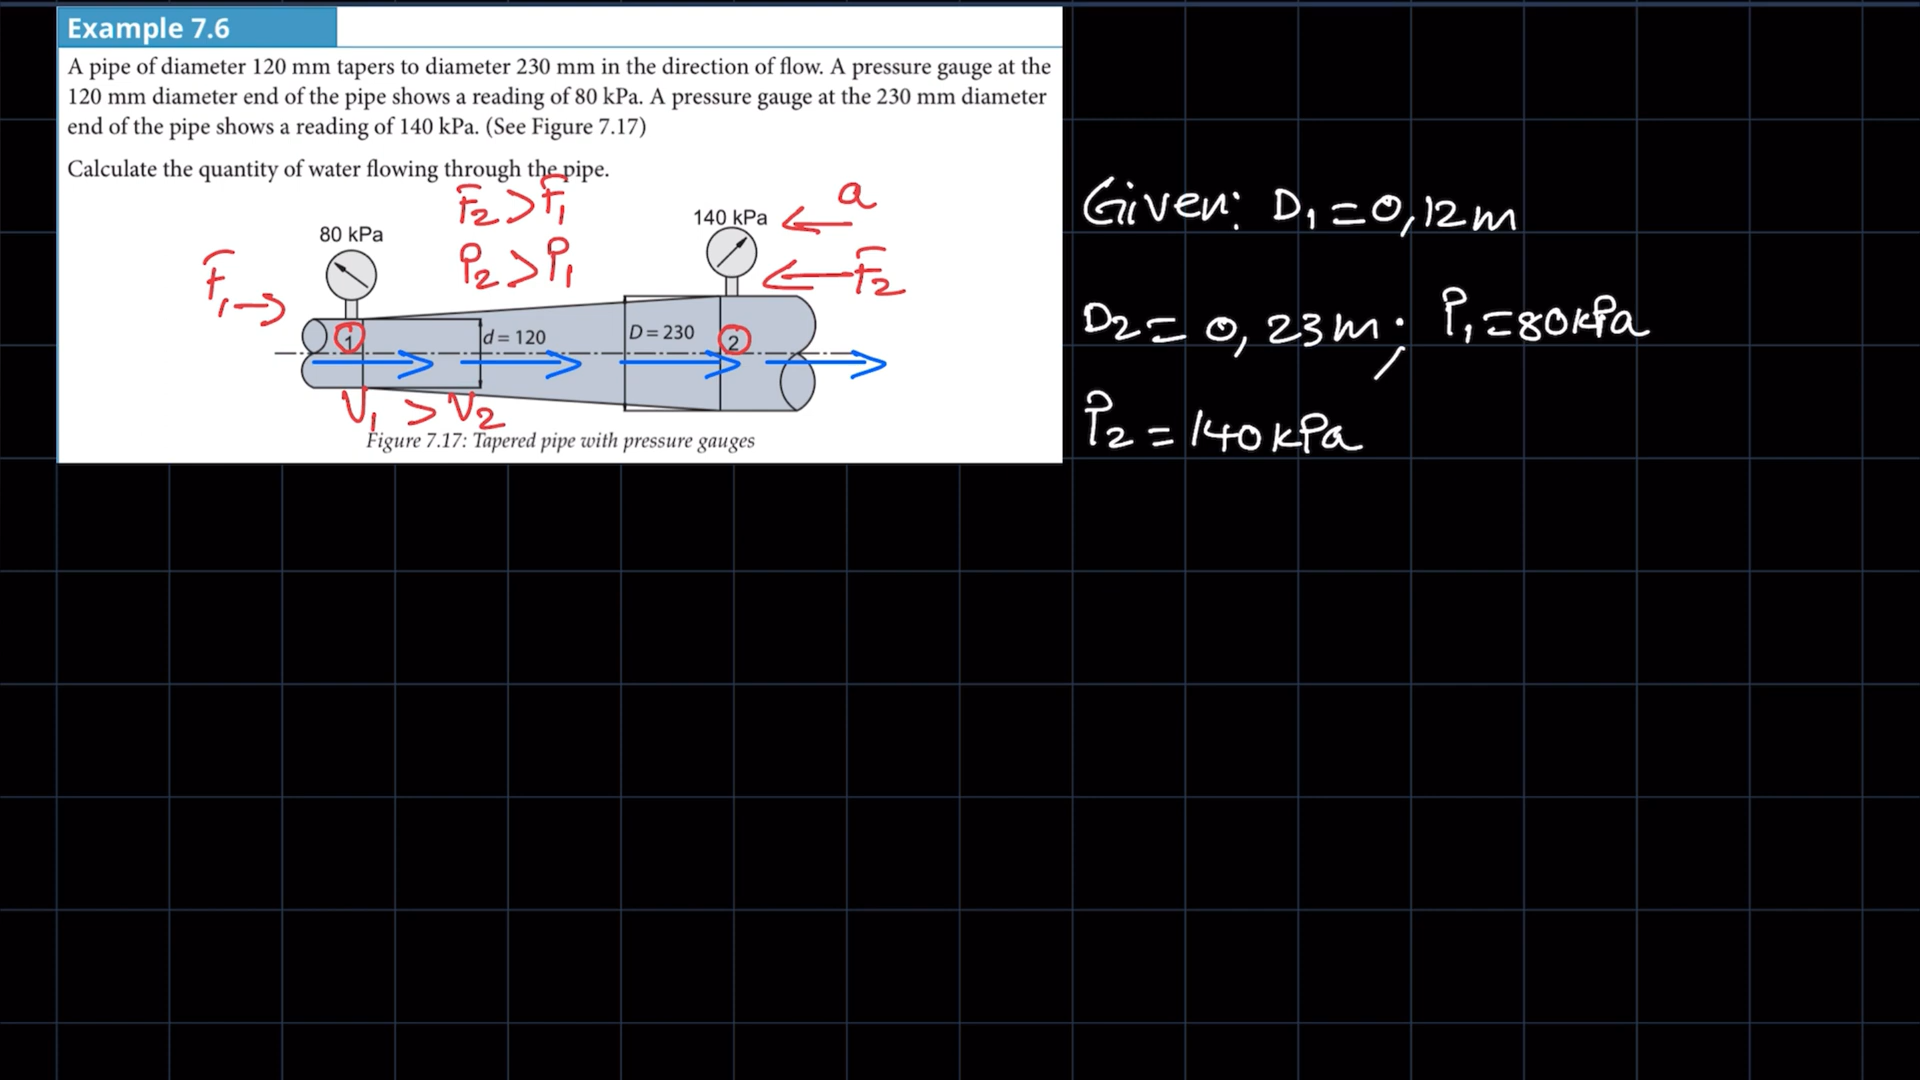 Example 7.6
A pipe of diameter 120 mm tapers to diameter 230 mm in the direction of flow. A pressure gauge at the
120 mm diameter end of the pipe shows a reading of 80 kPa. A pressure gauge at the 230 mm diameter
end of the pipe shows a reading of 140 kPa. (See Figure 7.17)
Calculate the quantity of water flowing through the pipe.
F₂ > F₁
P₂ > P₁
80 kPa
140 kPa
a
F₁
F₂
1
d = 120
D = 230
2
V₁ > V₂
Figure 7.17: Tapered pipe with pressure gauges
Given: D₁ = 0,12m
D₂ = 0,23m; P₁ = 80kPa
P₂ = 140kPa